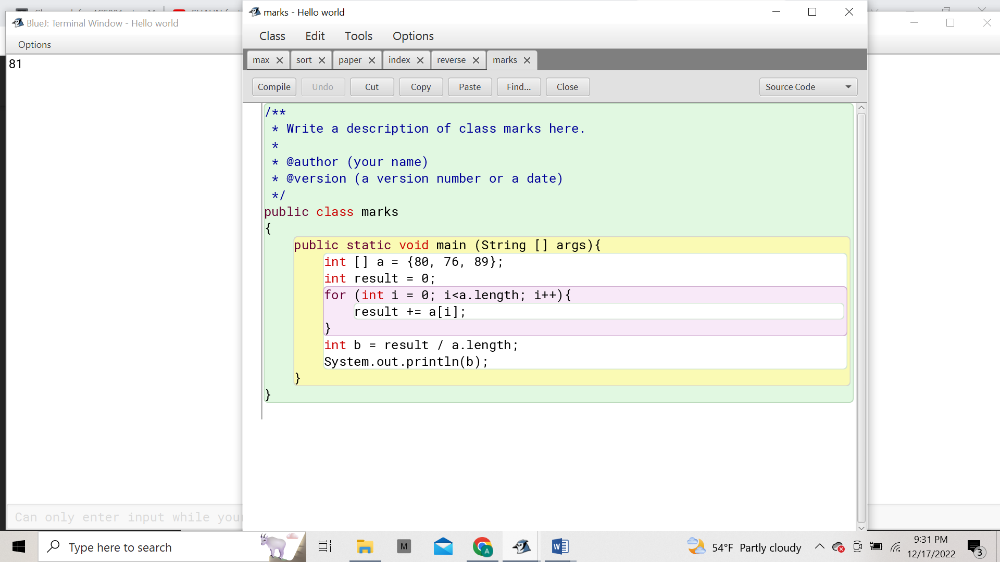 BlueJ: Terminal Window - Hello world
Options
81
Can only enter input while you
marks - Hello world
Class Edit Tools Options
max sort paper index reverse marks
Compile Undo Cut Copy Paste Find... Close Source Code
/**
* Write a description of class marks here.
*
* @author (your name)
* @version (a version number or a date)
*/
public class marks
{
public static void main (String [] args){
int [] a = {80, 76, 89};
int result = 0;
for (int i = 0; i<a.length; i++){
result += a[i];
}
int b = result / a.length;
System.out.println(b);
}
}
Type here to search
M
A
W
54°F Partly cloudy
9:31 PM
12/17/2022
3